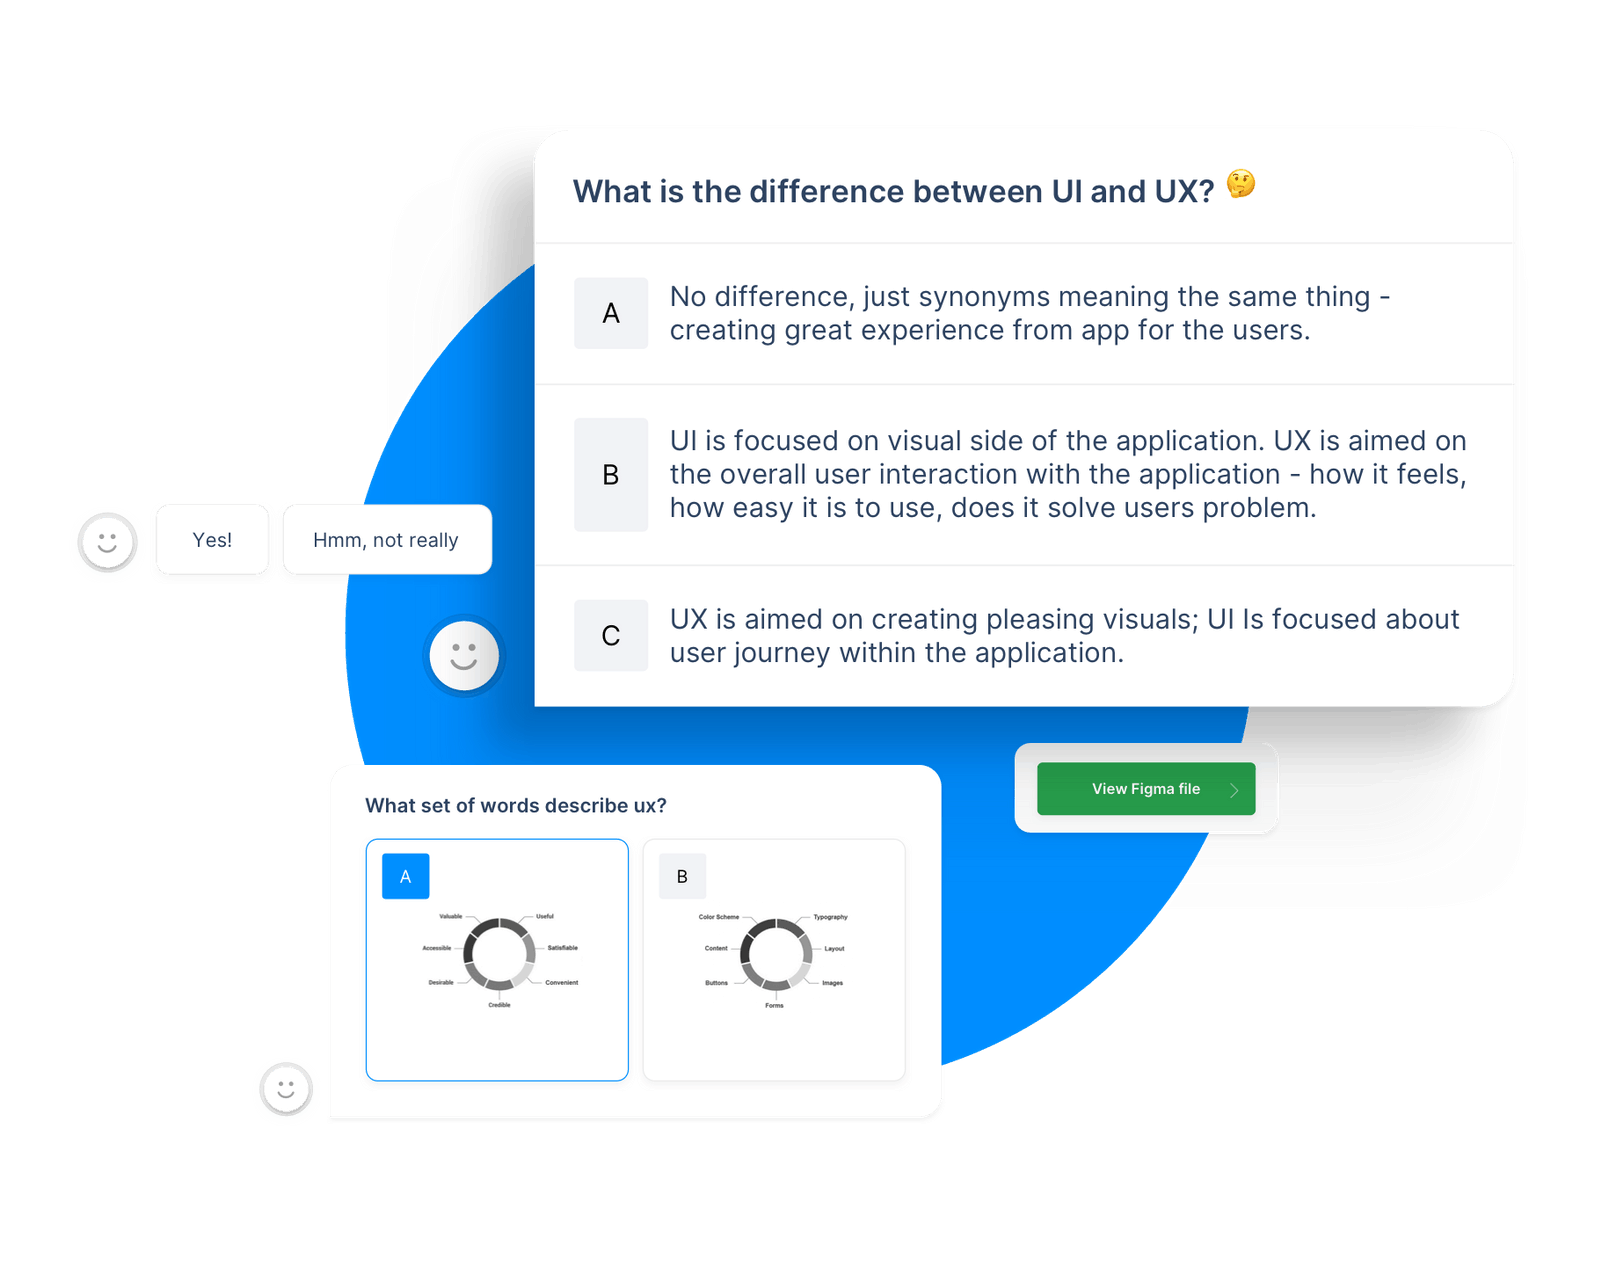 What is the difference between UI and UX? 🤔
A
No difference, just synonyms meaning the same thing -
creating great experience from app for the users.
B
UI is focused on visual side of the application. UX is aimed on
the overall user interaction with the application - how it feels,
how easy it is to use, does it solve users problem.
C
UX is aimed on creating pleasing visuals; UI Is focused about
user journey within the application.
Yes!
Hmm, not really
View Figma file
What set of words describe ux?
A
Valuable
Useful
Accessible
Satisfiable
Desirable
Convenient
Credible
B
Color Scheme
Typography
Content
Layout
Buttons
Images
Forms